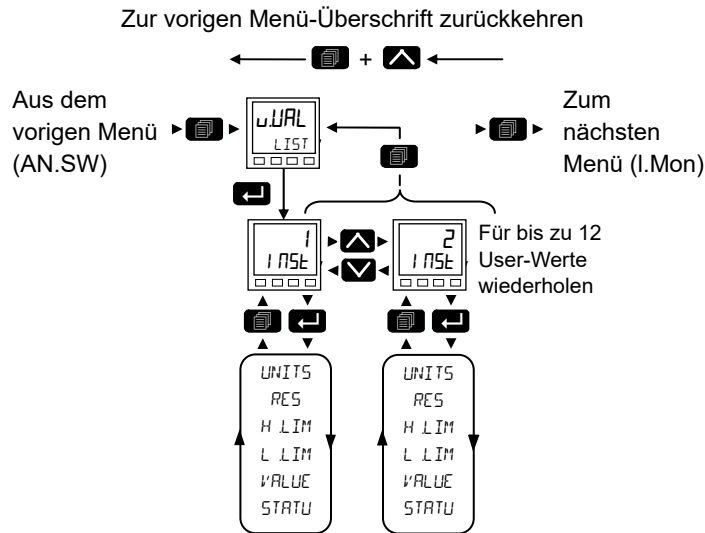 Zur vorigen Menü-Überschrift zurückkehren
+
Aus dem
vorigen Menü
(AN.SW)
u.VAL
LIST
Zum
nächsten
Menü (I.Mon)
1
INSt
2
INSt
Für bis zu 12
User-Werte
wiederholen
UNITS
RES
H.LIM
L.LIM
VALUE
STATU
UNITS
RES
H.LIM
L.LIM
VALUE
STATU